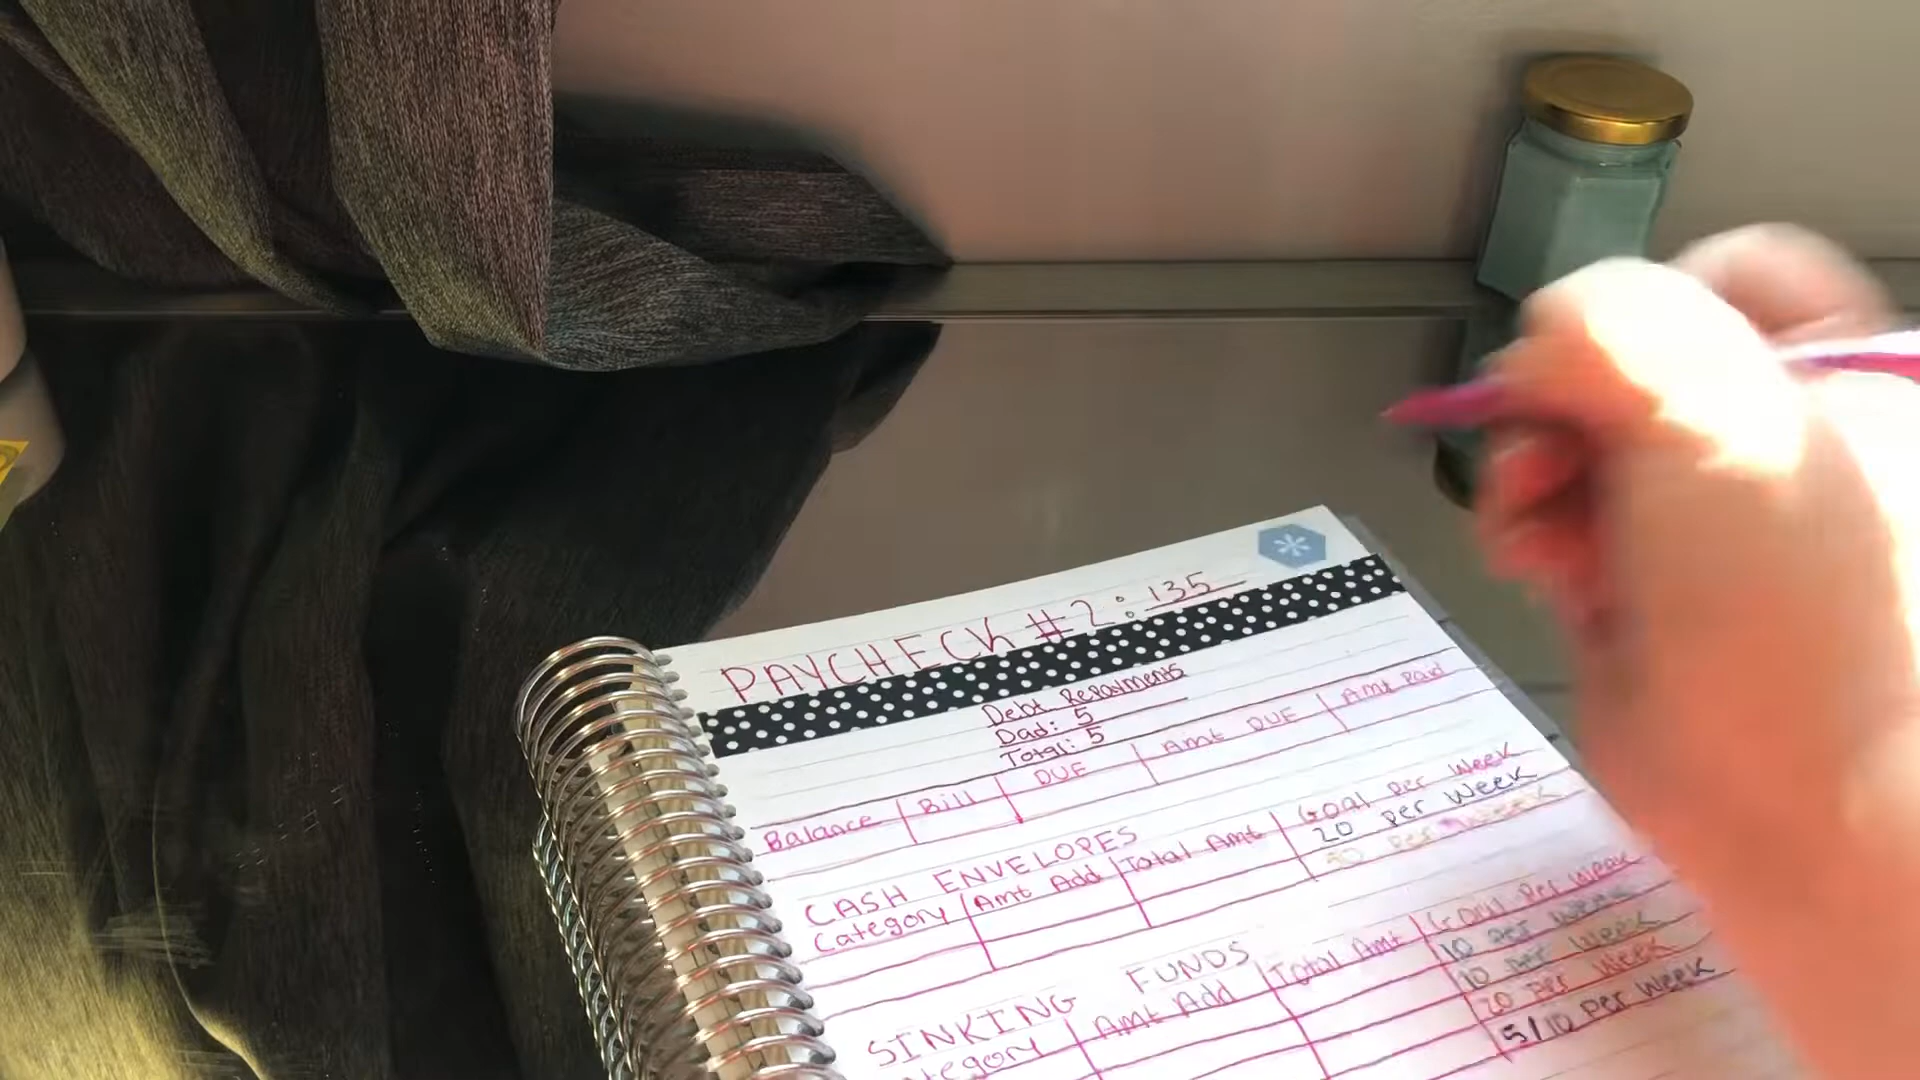 PAYCHECK #2: 135
Debt Repayments
Dad: 5
Total: 5
Balance Bill DUE Amt DUE Amt Paid
CASH ENVELOPES
Category Amt Add Total Amt Goal per week
20 per week
per week
SINKING FUNDS
Amt Add Total Amt Goal per week
10 per week
10 per week
20 per week
5/10 per week